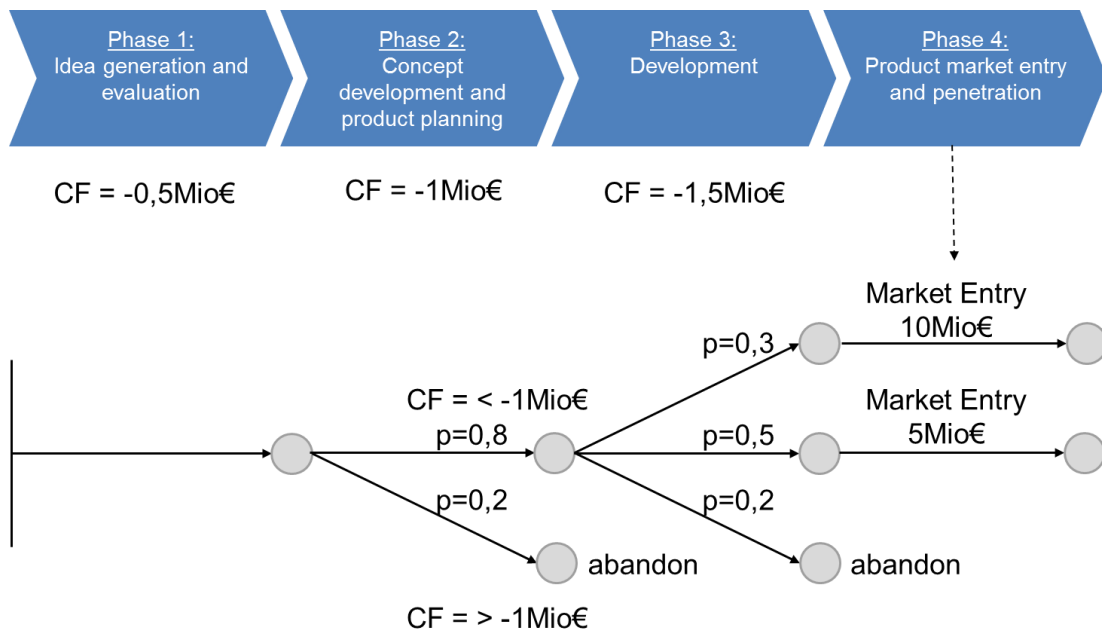 Phase 1:
Idea generation and
evaluation
Phase 2:
Concept
development and
product planning
Phase 3:
Development
Phase 4:
Product market entry
and penetration
CF = -0,5Mio€
CF = -1Mio€
CF = -1,5Mio€
Market Entry
10Mio€
p=0,3
CF = < -1Mio€
Market Entry
5Mio€
p=0,8
p=0,5
p=0,2
p=0,2
abandon
abandon
CF = > -1Mio€